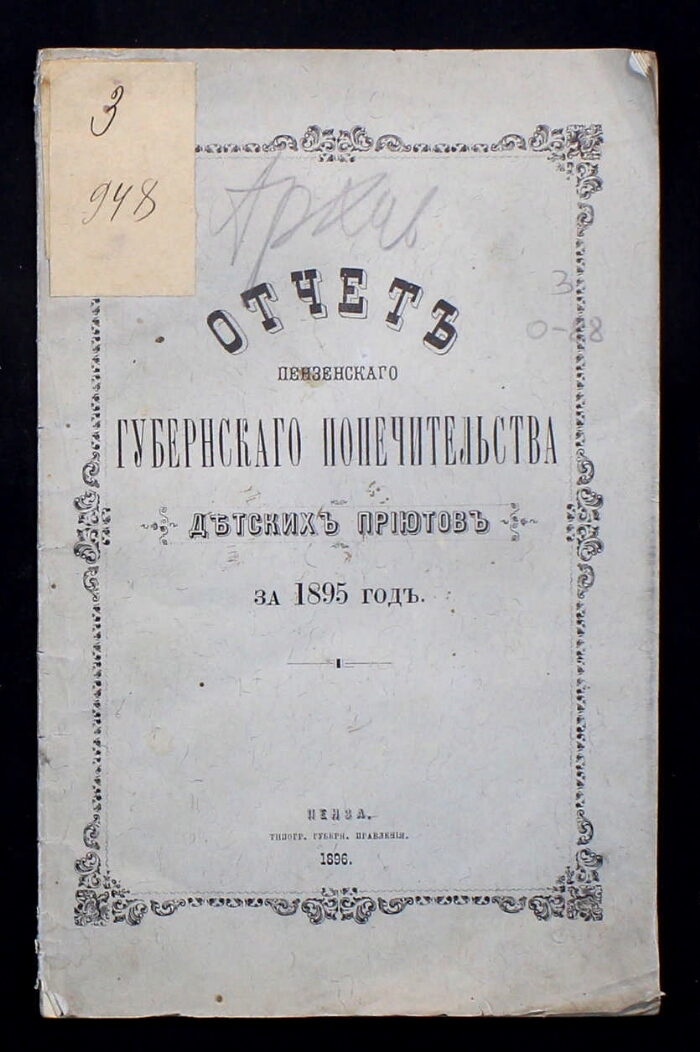 3
948
Архив
ОТЧЕТЪ
3
О-88
ПЕНЗЕНСКАГО
ГУБЕРНСКАГО ПОПЕЧИТЕЛЬСТВА
ДѢТСКИХЪ ПРІЮТОВЪ
ЗА 1895 ГОДЪ.
ПЕНЗА.
ТИПОГР. ГУБЕРН. ПРАВЛЕНІЯ.
1896.